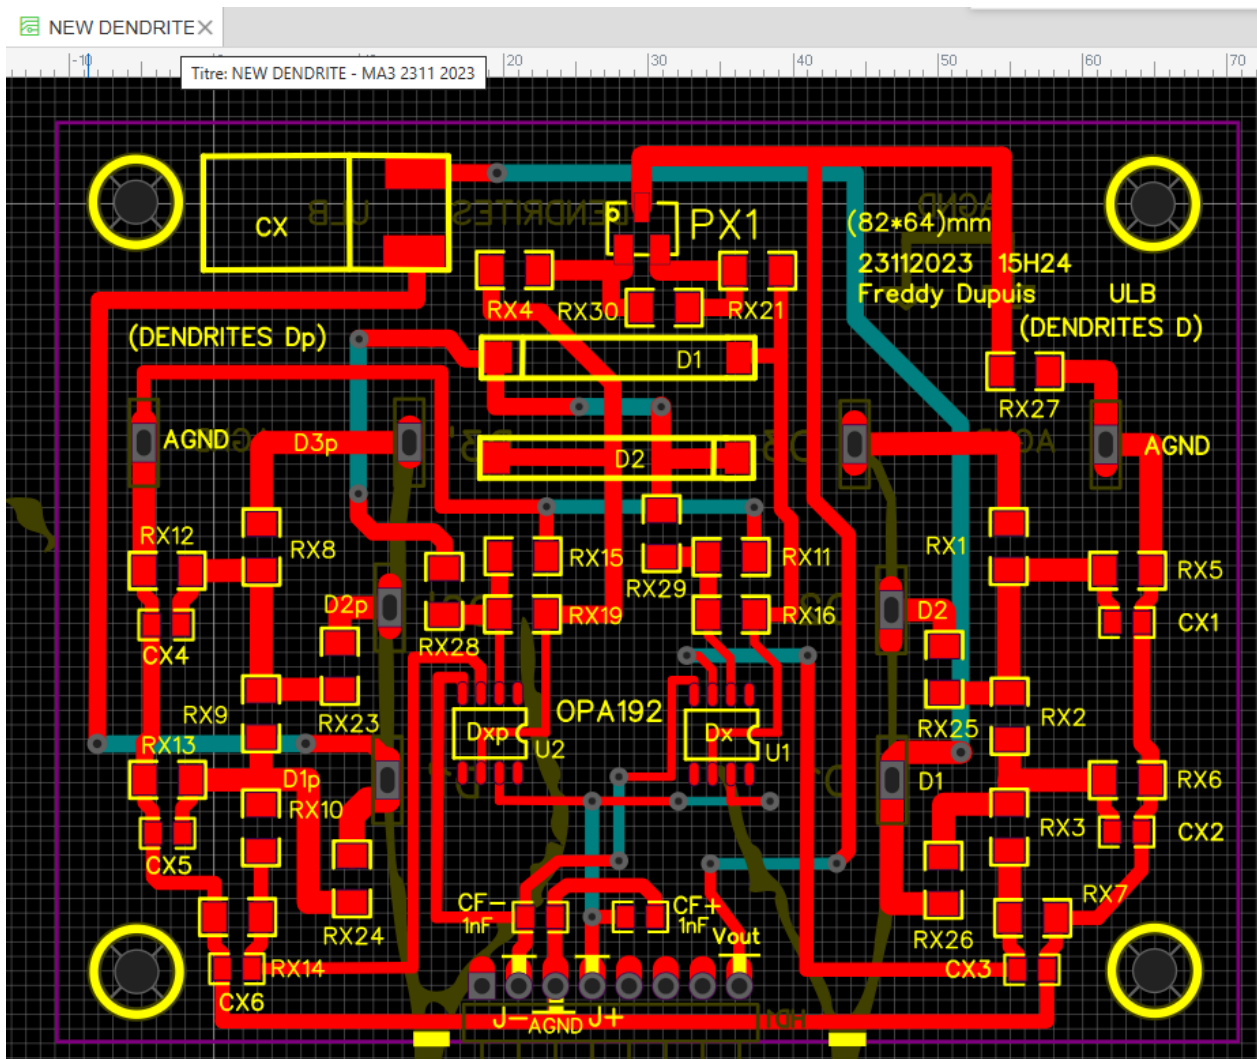 NEW DENDRITE
-10
20
30
40
50
60
70
Titre: NEW DENDRITE - MA3 2311 2023
CX
ULB
DENDRITES
AGND
PX1
(82*64)mm
23112023 15H24
Freddy Dupuis
ULB
(DENDRITES D)
RX4
RX30
RX21
(DENDRITES Dp)
D1
RX27
AGND
D3p
D2
AGND
RX12
RX8
RX15
RX11
RX1
RX5
RX29
D2p
RX19
RX16
D2
CX1
CX4
RX28
RX9
RX23
OPA192
RX25
RX2
RX13
Dxp
U2
Dx
U1
D1p
D1
RX6
RX10
RX3
CX2
CX5
CF-
1nF
CF+
1nF
RX7
RX24
Vout
RX26
RX14
CX3
CX6
J-
AGND
J+
HD1